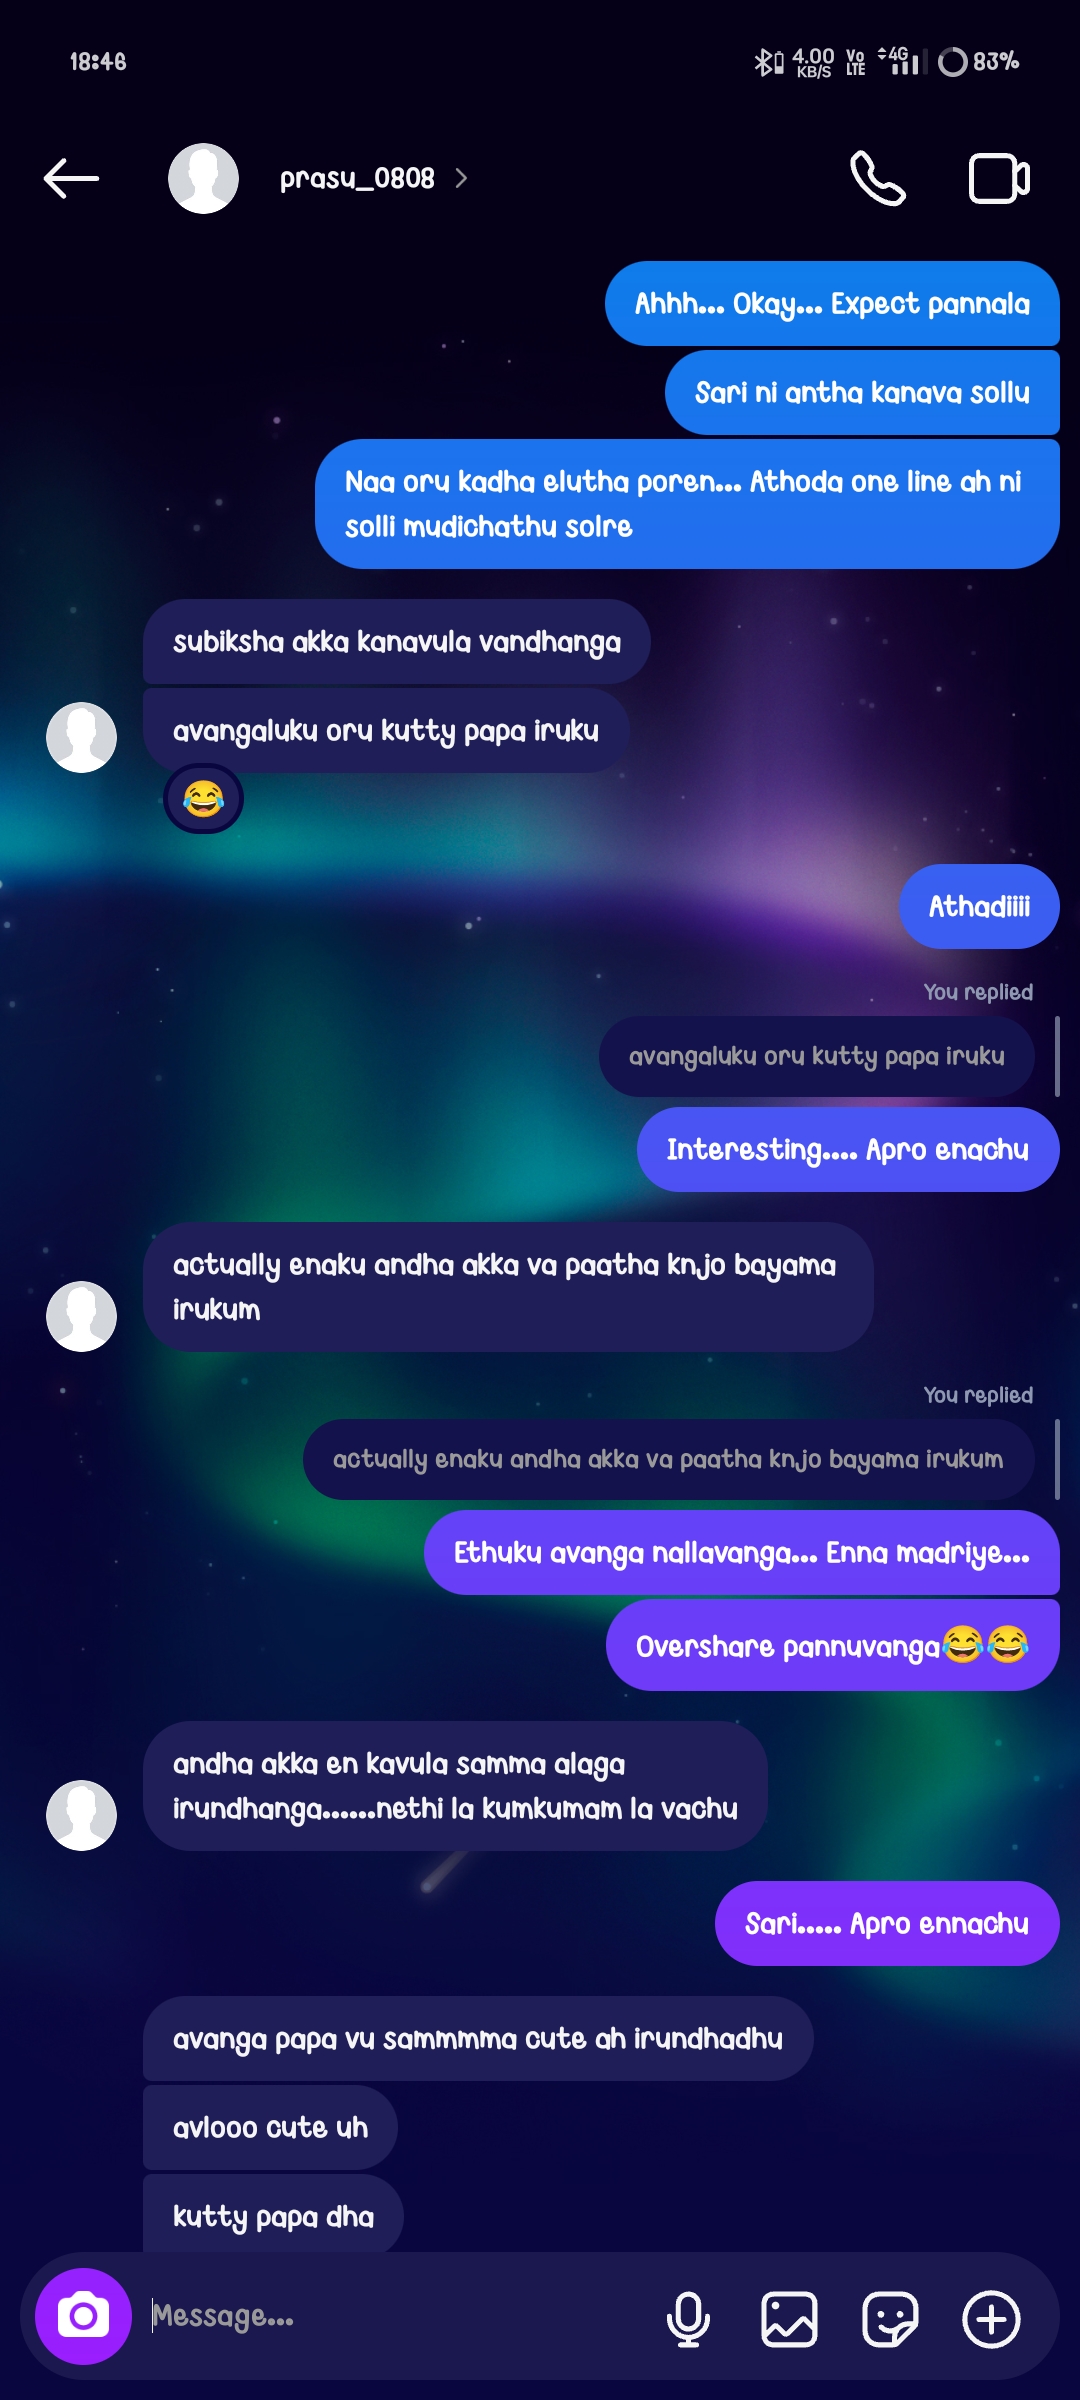 18:46
4.00
KB/S
Vo
LTE
4G
83%
prasu_0808
Ahhh... Okay... Expect pannala
Sari ni antha kanava sollu
Naa oru kadha elutha poren... Athoda one line ah ni
solli mudichathu solre
subiksha akka kanavula vandhanga
avangaluku oru kutty papa iruku
😂
Athadiiii
You replied
avangaluku oru kutty papa iruku
Interesting.... Apro enachu
actually enaku andha akka va paatha knjo bayama
irukum
You replied
actually enaku andha akka va paatha knjo bayama irukum
Ethuku avanga nallavanga... Enna madriye...
Overshare pannuvanga😂😂
andha akka en kavula samma alaga
irundhanga......nethi la kumkumam la vachu
Sari..... Apro ennachu
avanga papa vu sammmma cute ah irundhadhu
avlooo cute uh
kutty papa dha
Message...